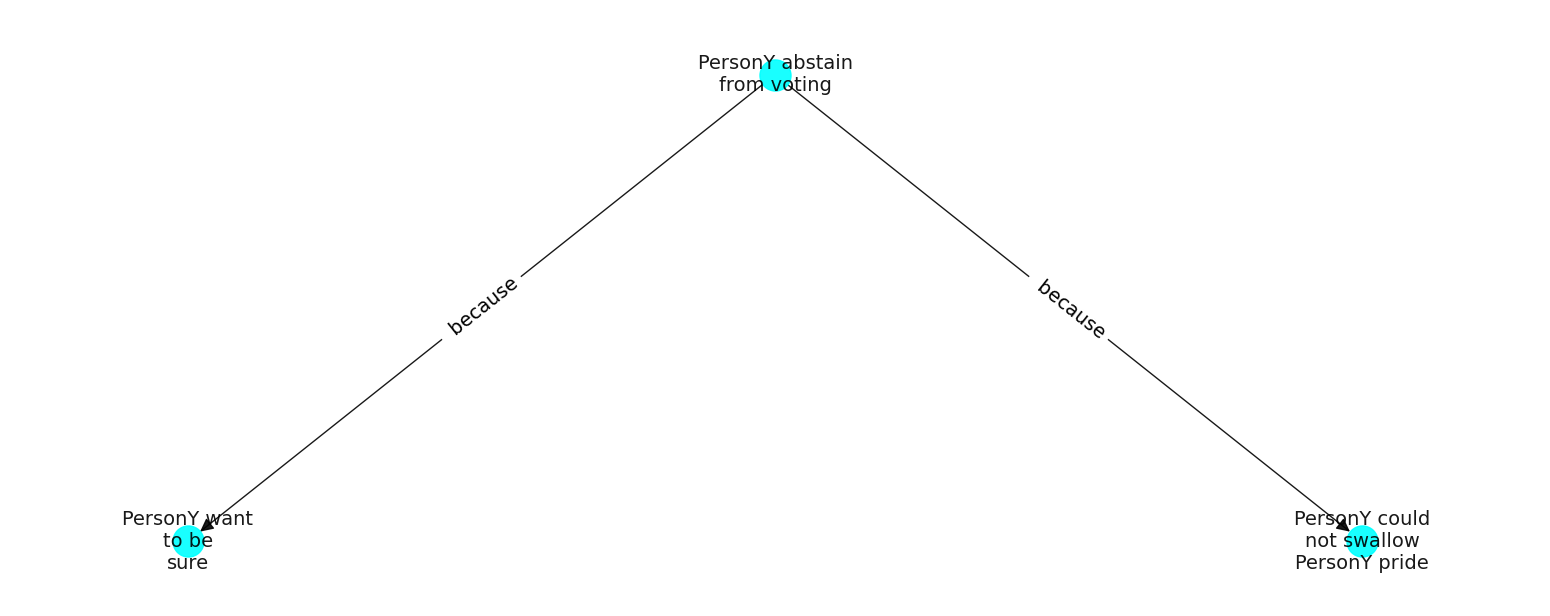 PersonY abstain
from voting
because
because
PersonY want
to be
sure
PersonY could
not swallow
PersonY pride